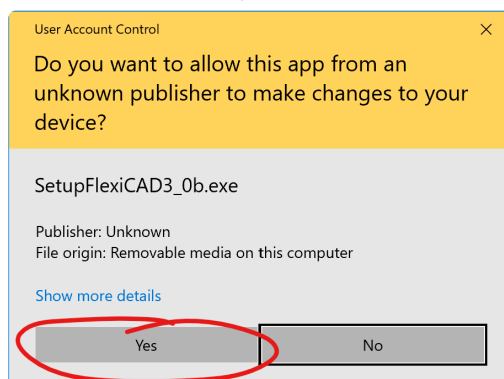 User Account Control
Do you want to allow this app from an
unknown publisher to make changes to your
device?
SetupFlexiCAD3_0b.exe
Publisher: Unknown
File origin: Removable media on this computer
Show more details
Yes
No